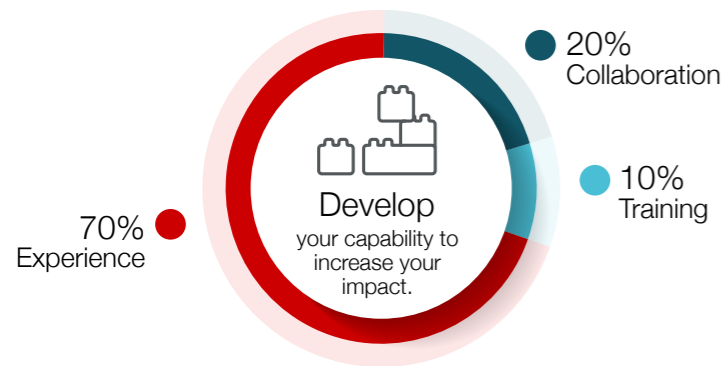 20%
Collaboration
10%
Training
70%
Experience
Develop
your capability to
increase your
impact.